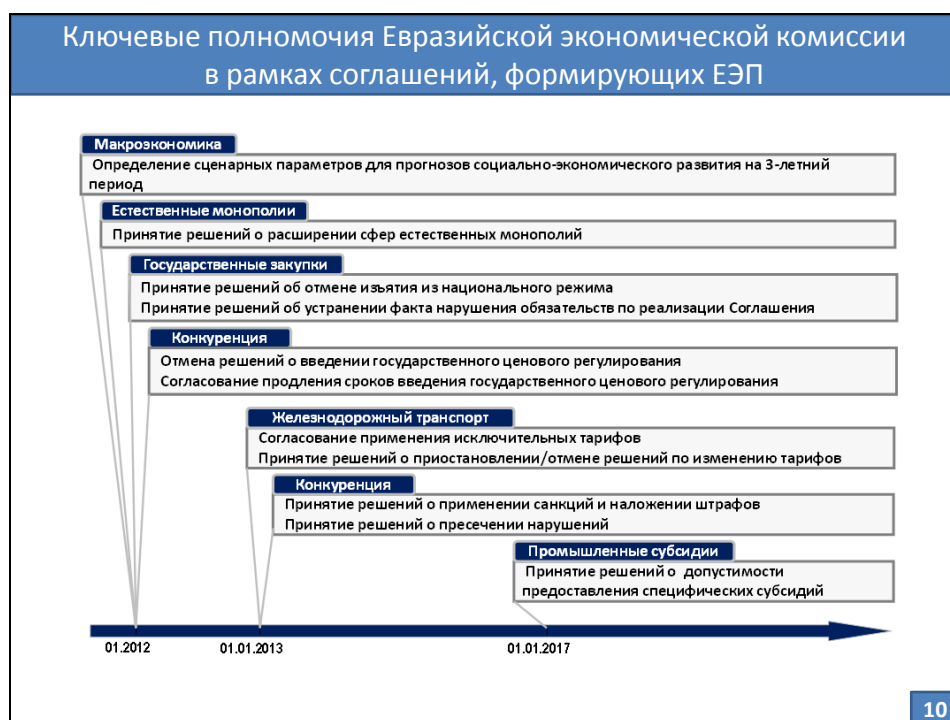 Ключевые полномочия Евразийской экономической комиссии
в рамках соглашений, формирующих ЕЭП
Макроэкономика
Определение сценарных параметров для прогнозов социально-экономического развития на 3-летний
период
Естественные монополии
Принятие решений о расширении сфер естественных монополий
Государственные закупки
Принятие решений об отмене изъятия из национального режима
Принятие решений об устранении факта нарушения обязательств по реализации Соглашения
Конкуренция
Отмена решений о введении государственного ценового регулирования
Согласование продления сроков введения государственного ценового регулирования
Железнодорожный транспорт
Согласование применения исключительных тарифов
Принятие решений о приостановлении/отмене решений по изменению тарифов
Конкуренция
Принятие решений о применении санкций и наложении штрафов
Принятие решений о пресечении нарушений
Промышленные субсидии
Принятие решений о допустимости
предоставления специфических субсидий
01.2012
01.01.2013
01.01.2017
10